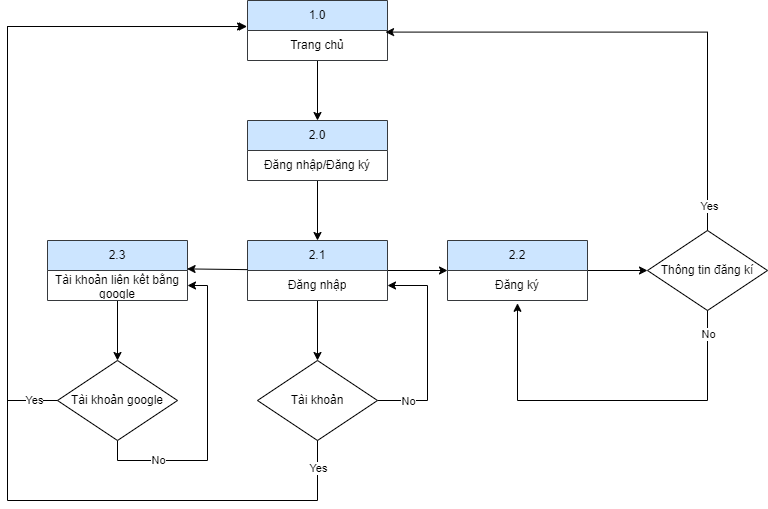 1.0
Trang chủ
2.0
Đăng nhập/Đăng ký
Yes
2.3
Tài khoản liên kết bằng
google
2.1
Đăng nhập
2.2
Đăng ký
Thông tin đăng kí
No
Yes
Tài khoản google
No
Tài khoản
No
Yes